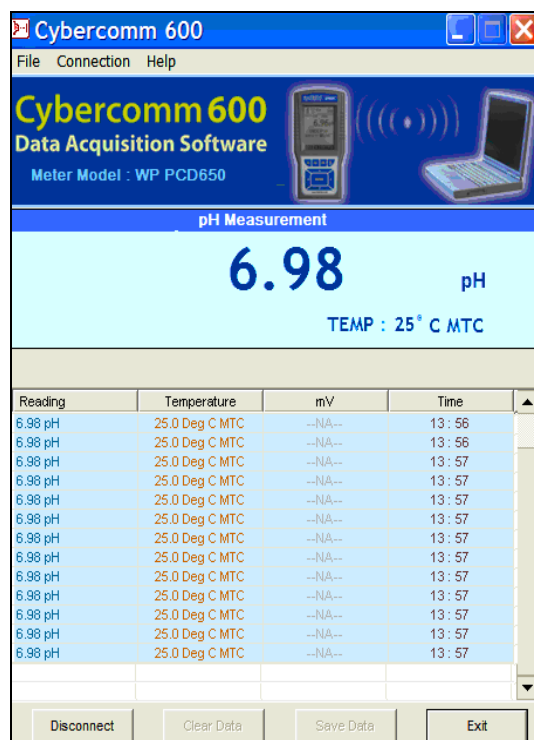 Cybercomm 600
File Connection Help
Cybercomm 600
Data Acquisition Software
Meter Model : WP PCD650
pH Measurement
6.98 pH
TEMP : 25° C MTC
Reading Temperature mV Time
6.98 pH 25.0 Deg C MTC --NA-- 13 : 56
6.98 pH 25.0 Deg C MTC --NA-- 13 : 56
6.98 pH 25.0 Deg C MTC --NA-- 13 : 57
6.98 pH 25.0 Deg C MTC --NA-- 13 : 57
6.98 pH 25.0 Deg C MTC --NA-- 13 : 57
6.98 pH 25.0 Deg C MTC --NA-- 13 : 57
6.98 pH 25.0 Deg C MTC --NA-- 13 : 57
6.98 pH 25.0 Deg C MTC --NA-- 13 : 57
6.98 pH 25.0 Deg C MTC --NA-- 13 : 57
6.98 pH 25.0 Deg C MTC --NA-- 13 : 57
6.98 pH 25.0 Deg C MTC --NA-- 13 : 57
6.98 pH 25.0 Deg C MTC --NA-- 13 : 57
6.98 pH 25.0 Deg C MTC --NA-- 13 : 57
Disconnect Clear Data Save Data Exit